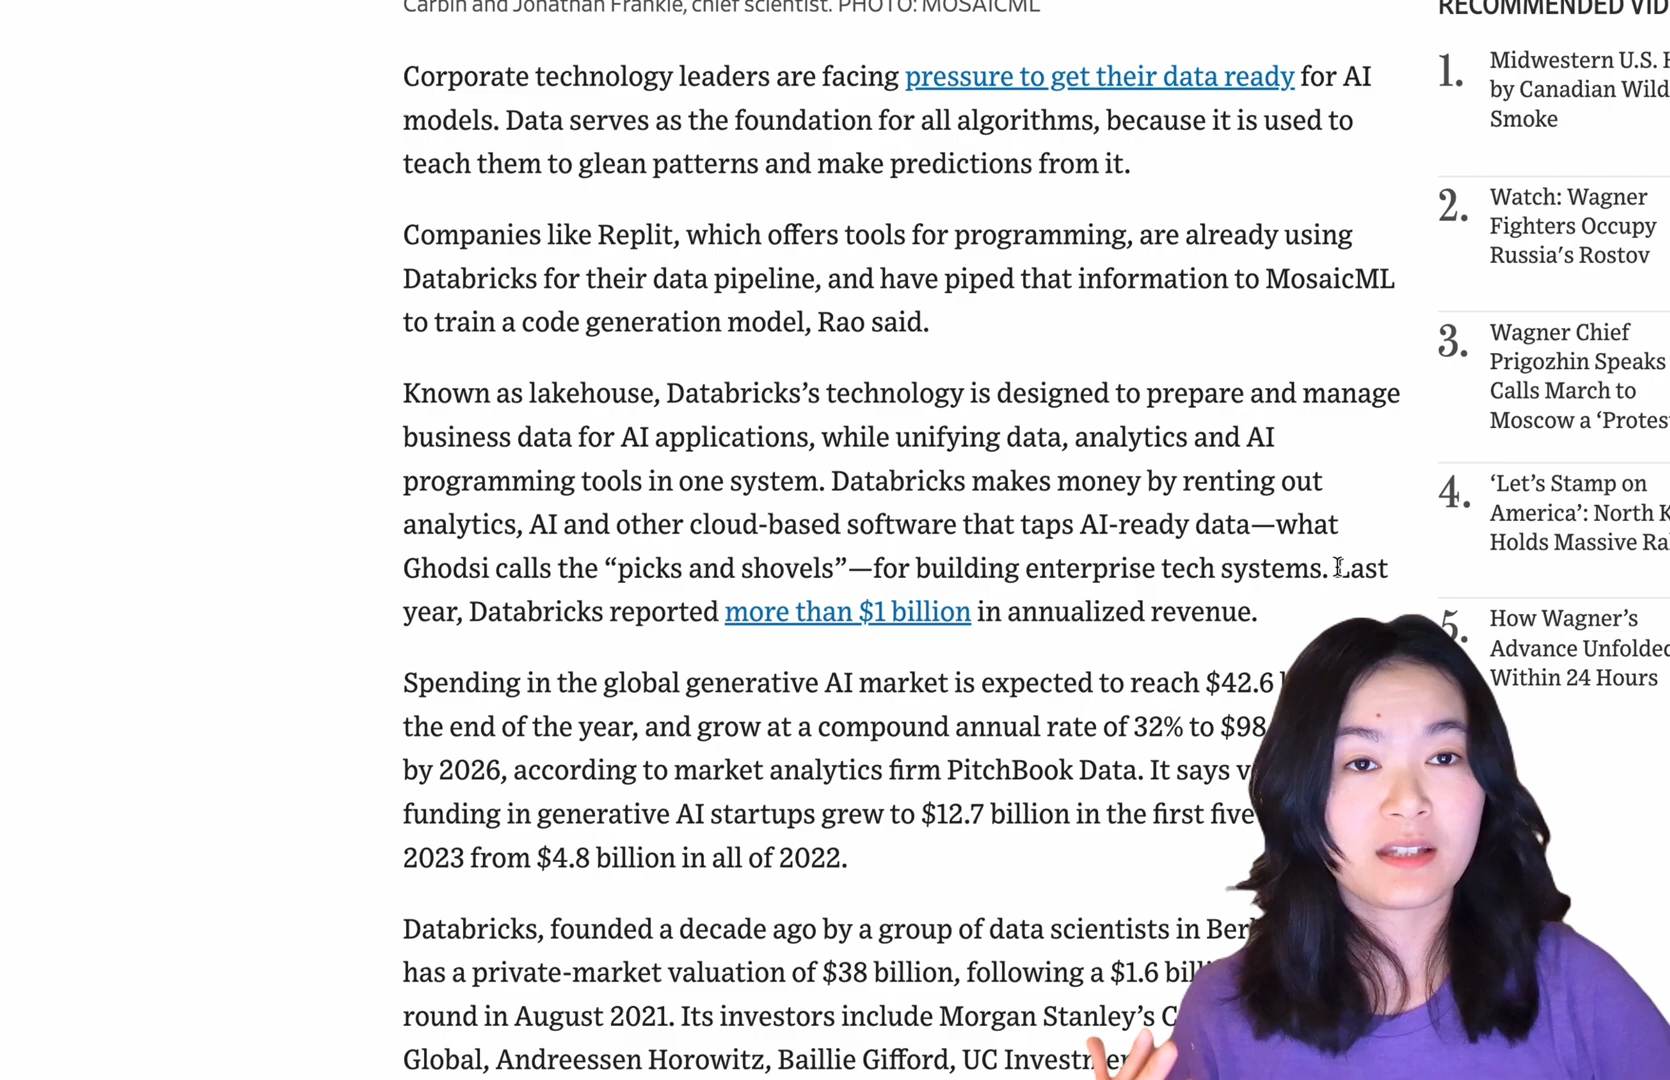 Carbin and Jonathan Frankle, chief scientist. PHOTO: MOSAICML
Corporate technology leaders are facing pressure to get their data ready for AI
models. Data serves as the foundation for all algorithms, because it is used to
teach them to glean patterns and make predictions from it.
Companies like Replit, which offers tools for programming, are already using
Databricks for their data pipeline, and have piped that information to MosaicML
to train a code generation model, Rao said.
Known as lakehouse, Databricks’s technology is designed to prepare and manage
business data for AI applications, while unifying data, analytics and AI
programming tools in one system. Databricks makes money by renting out
analytics, AI and other cloud-based software that taps AI-ready data—what
Ghodsi calls the “picks and shovels”—for building enterprise tech systems. Last
year, Databricks reported more than $1 billion in annualized revenue.
Spending in the global generative AI market is expected to reach $42.6
the end of the year, and grow at a compound annual rate of 32% to $98
by 2026, according to market analytics firm PitchBook Data. It says
funding in generative AI startups grew to $12.7 billion in the first five
2023 from $4.8 billion in all of 2022.
Databricks, founded a decade ago by a group of data scientists in
has a private-market valuation of $38 billion, following a $1.6
round in August 2021. Its investors include Morgan Stanley’s
Global, Andreessen Horowitz, Baillie Gifford, UC
RECOMMENDED
1. Midwestern U.S.
by Canadian
Smoke
2. Watch: Wagner
Fighters Occupy
Russia’s Rostov
3. Wagner Chief
Prigozhin Speaks
Calls March to
Moscow a
4. ‘Let’s Stamp on
America’: North
Holds Massive
5. How Wagner’s
Advance Unfolded
Within 24 Hours